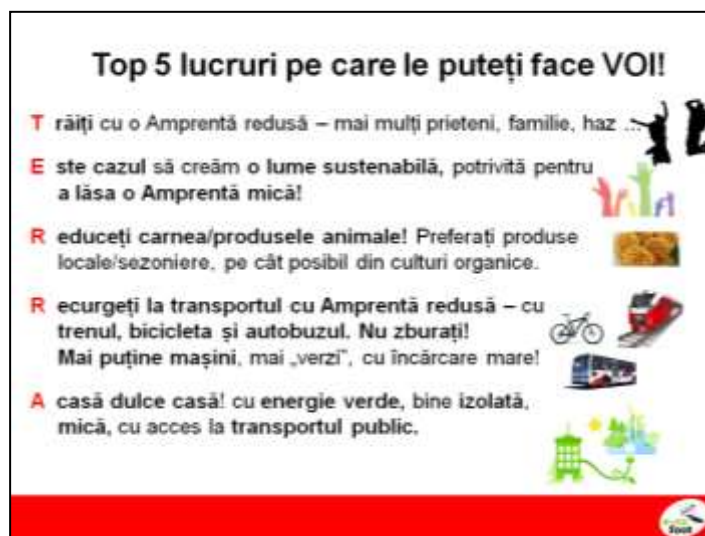 Top 5 lucruri pe care le puteți face VOI!
T răiți cu o Amprentă redusă – mai mulți prieteni, familie, haz ...
E ste cazul să creăm o lume sustenabilă, potrivită pentru
a lăsa o Amprentă mică!
R educeți carnea/produsele animale! Preferați produse
locale/sezoniere, pe cât posibil din culturi organice.
R ecurgeți la transportul cu Amprentă redusă – cu
trenul, bicicleta și autobuzul. Nu zburați!
Mai puține mașini, mai „verzi”, cu încărcare mare!
A casă dulce casă! cu energie verde, bine izolată,
mică, cu acces la transportul public.